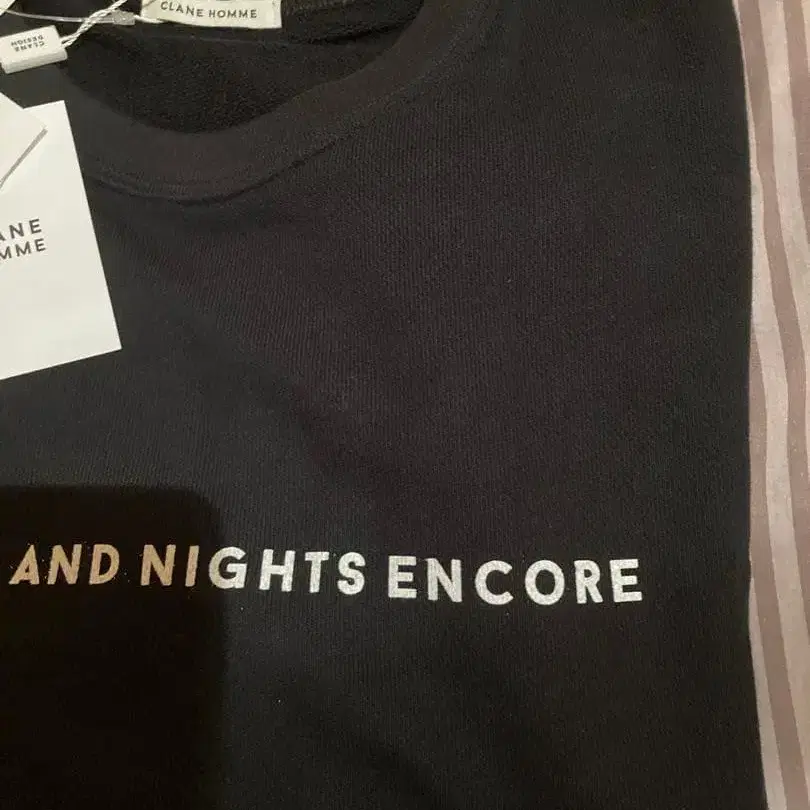 CLANE HOMME
CLANE
DESIGN
ANE
MME
AND NIGHTS ENCORE